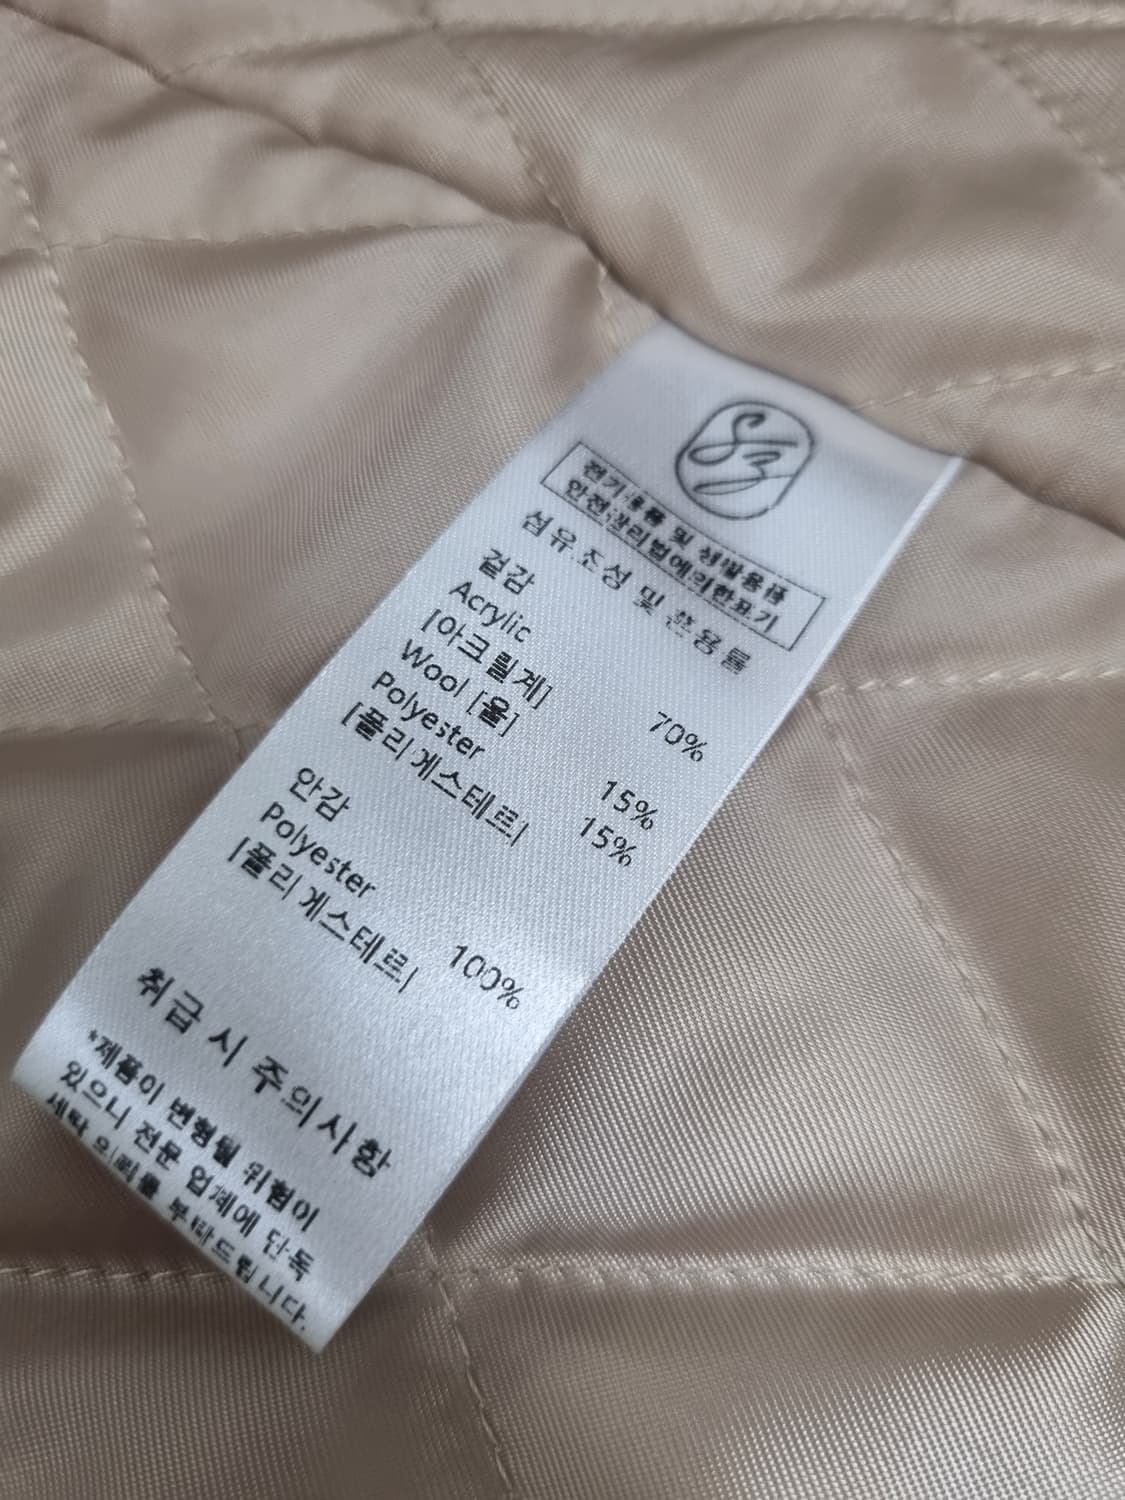 전기용품 및 생활용품
안전관리법에의한표기
섬유조성 및 혼용률
겉감
Acrylic
[아크릴계] 70%
Wool [울] 15%
Polyester 15%
[폴리에스테르]
안감
Polyester
[폴리에스테르] 100%
취급시 주의사항
*제품이 변형될 위험이
있으니 전문 업체에 단독
세탁 의뢰를 부탁드립니다.